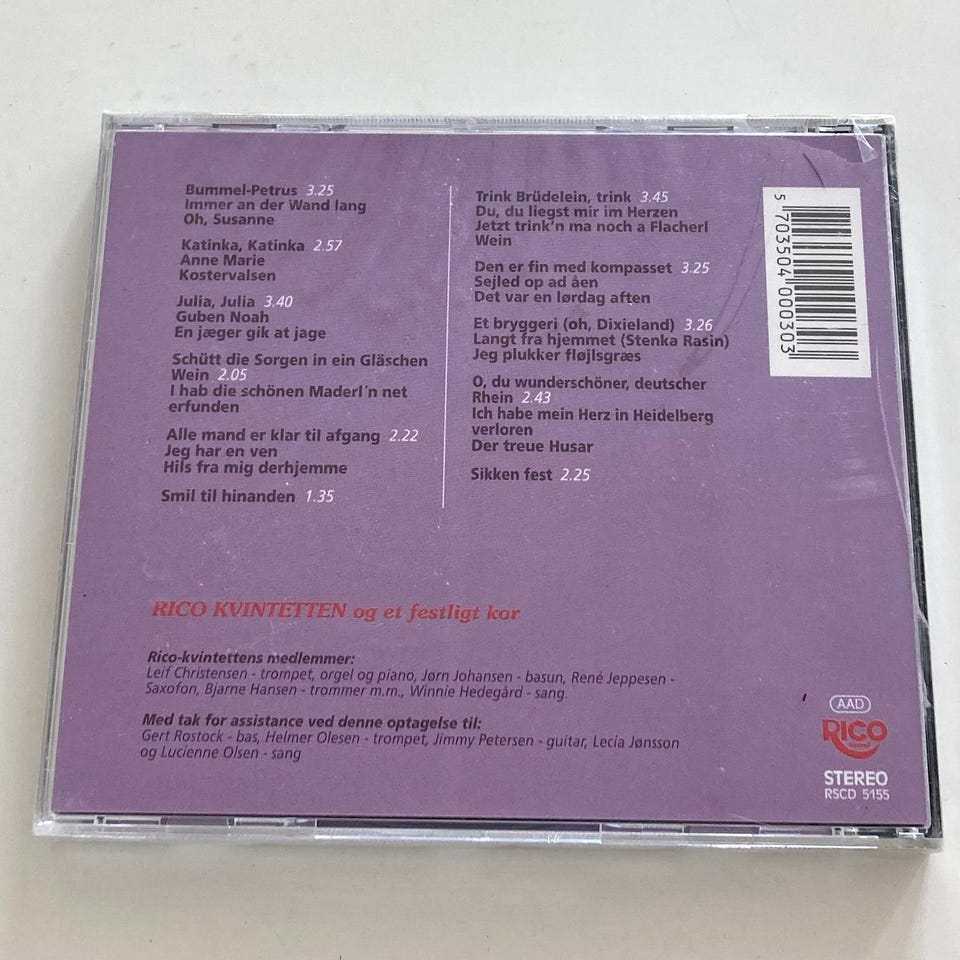 Bummel-Petrus 3.25
Immer an der Wand lang
Oh, Susanne
Katinka, Katinka 2.57
Anne Marie
Kostervalsen
Julia, Julia 3.40
Guben Noah
En jæger gik at jage
Schütt die Sorgen in ein Gläschen
Wein 2.05
I hab die schönen Maderl´n net
erfunden
Alle mand er klar til afgang 2.22
Jeg har en ven
Hils fra mig derhjemme
Smil til hinanden 1.35
Trink Brüdelein, trink 3.45
Du, du liegst mir im Herzen
Jetzt trink'n ma noch a Flacherl
Wein
Den er fin med kompasset 3.25
Sejled op ad åen
Det var en lørdag aften
Et bryggeri (oh, Dixieland) 3.26
Langt fra hjemmet (Stenka Rasin)
Jeg plukker fløjlsgræs
O, du wunderschöner, deutscher
Rhein 2.43
Ich habe mein Herz in Heidelberg
verloren
Der treue Husar
Sikken fest 2.25
5 703504 000303
RICO KVINTETTEN og et festligt kor
Rico-kvintettens medlemmer:
Leif Christensen - trompet, orgel og piano, Jørn Johansen - basun, René Jeppesen -
Saxofon, Bjarne Hansen - trommer m.m., Winnie Hedegård - sang.
Med tak for assistance ved denne optagelse til:
Gert Rostock - bas, Helmer Olesen - trompet, Jimmy Petersen - guitar, Lecia Jønsson
og Lucienne Olsen - sang
AAD
RICO
STEREO
RSCD 5155